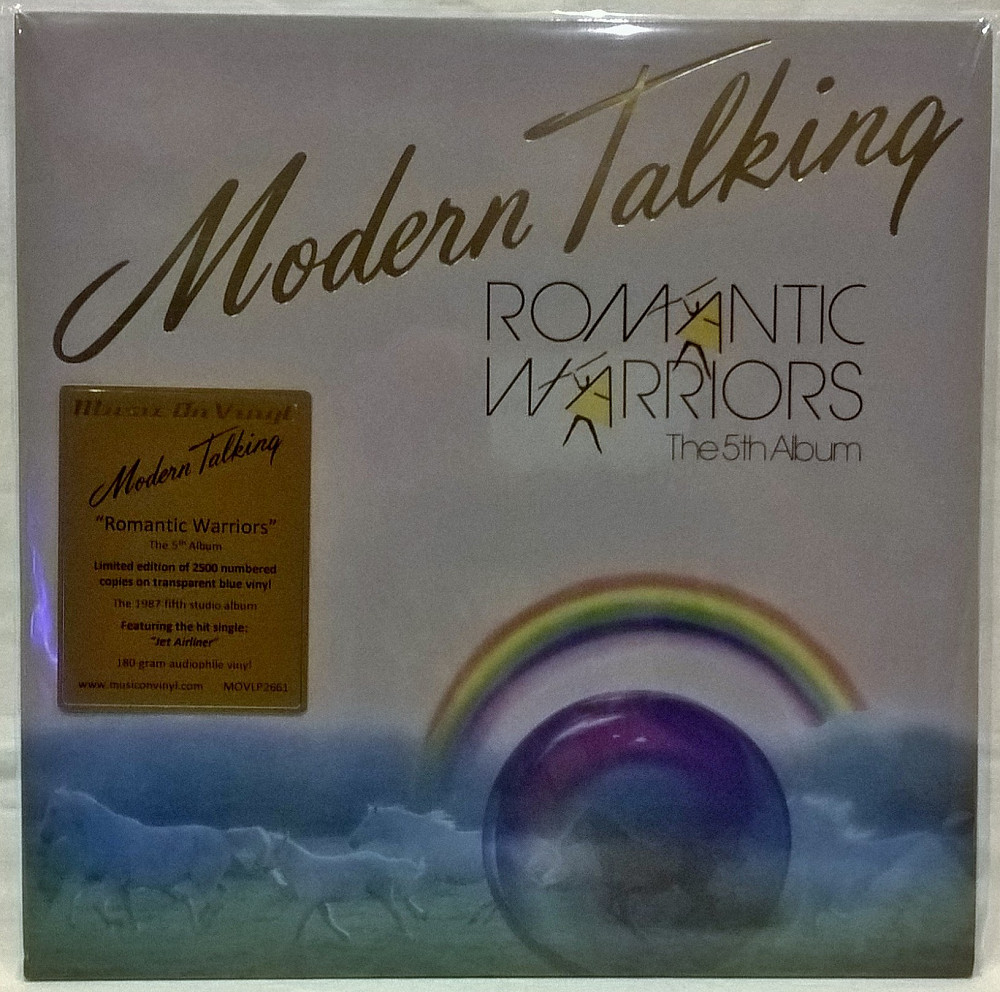 Modern Talking
ROMANTIC
WARRIORS
The 5th Album
Music On Vinyl
Modern Talking
"Romantic Warriors"
The 5th Album
Limited edition of 2500 numbered
copies on transparent blue vinyl
The 1987 fifth studio album
Featuring the hit single:
"Jet Airliner"
180 gram audiophile vinyl
www.musiconvinyl.com MOVLP2661